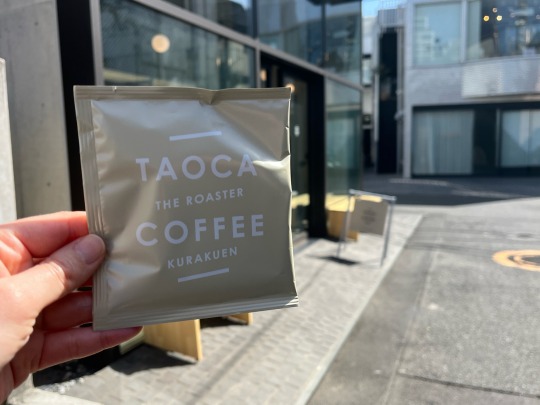 TAOCA
THE ROASTER
COFFEE
KURAKUEN